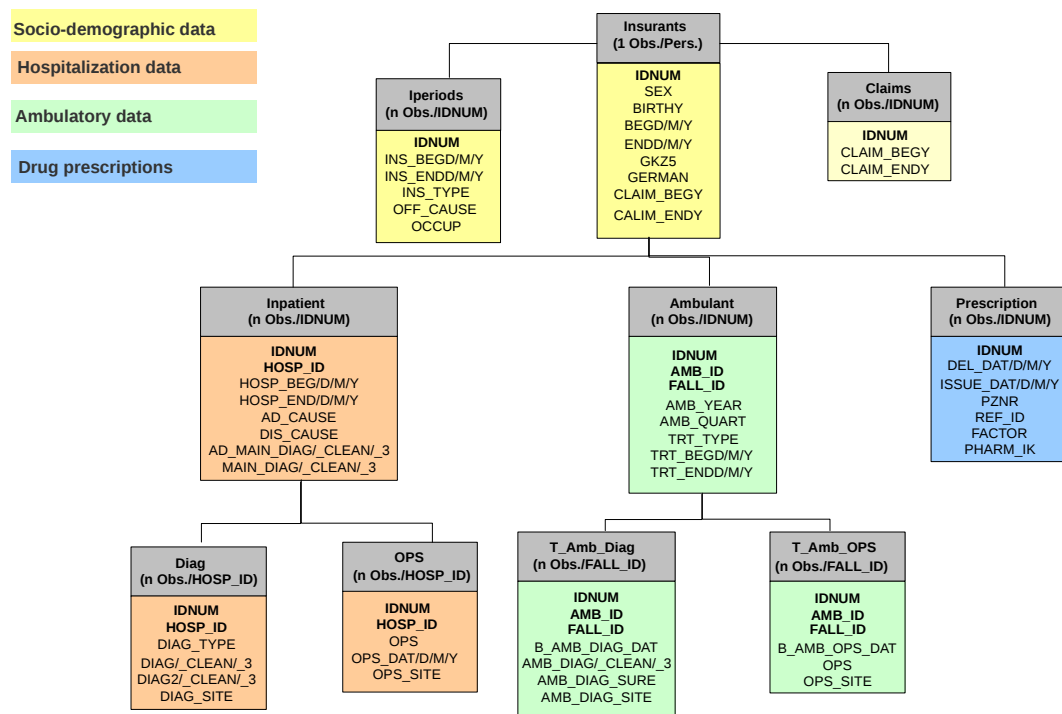 Socio-demographic data
Hospitalization data
Ambulatory data
Drug prescriptions
Insurants
(1 Obs./Pers.)
IDNUM
SEX
BIRTHY
BEGD/M/Y
ENDD/M/Y
GKZ5
GERMAN
CLAIM_BEGY
CALIM_ENDY
Iperiods
(n Obs./IDNUM)
IDNUM
INS_BEGD/M/Y
INS_ENDD/M/Y
INS_TYPE
OFF_CAUSE
OCCUP
Claims
(n Obs./IDNUM)
IDNUM
CLAIM_BEGY
CLAIM_ENDY
Inpatient
(n Obs./IDNUM)
IDNUM
HOSP_ID
HOSP_BEG/D/M/Y
HOSP_END/D/M/Y
AD_CAUSE
DIS_CAUSE
AD_MAIN_DIAG/_CLEAN/_3
MAIN_DIAG/_CLEAN/_3
Ambulant
(n Obs./IDNUM)
IDNUM
AMB_ID
FALL_ID
AMB_YEAR
AMB_QUART
TRT_TYPE
TRT_BEGD/M/Y
TRT_ENDD/M/Y
Prescription
(n Obs./IDNUM)
IDNUM
DEL_DAT/D/M/Y
ISSUE_DAT/D/M/Y
PZNR
REF_ID
FACTOR
PHARM_IK
Diag
(n Obs./HOSP_ID)
IDNUM
HOSP_ID
DIAG_TYPE
DIAG/_CLEAN/_3
DIAG2/_CLEAN/_3
DIAG_SITE
OPS
(n Obs./HOSP_ID)
IDNUM
HOSP_ID
OPS
OPS_DAT/D/M/Y
OPS_SITE
T_Amb_Diag
(n Obs./FALL_ID)
IDNUM
AMB_ID
FALL_ID
B_AMB_DIAG_DAT
AMB_DIAG/_CLEAN/_3
AMB_DIAG_SURE
AMB_DIAG_SITE
T_Amb_OPS
(n Obs./FALL_ID)
IDNUM
AMB_ID
FALL_ID
B_AMB_OPS_DAT
OPS
OPS_SITE